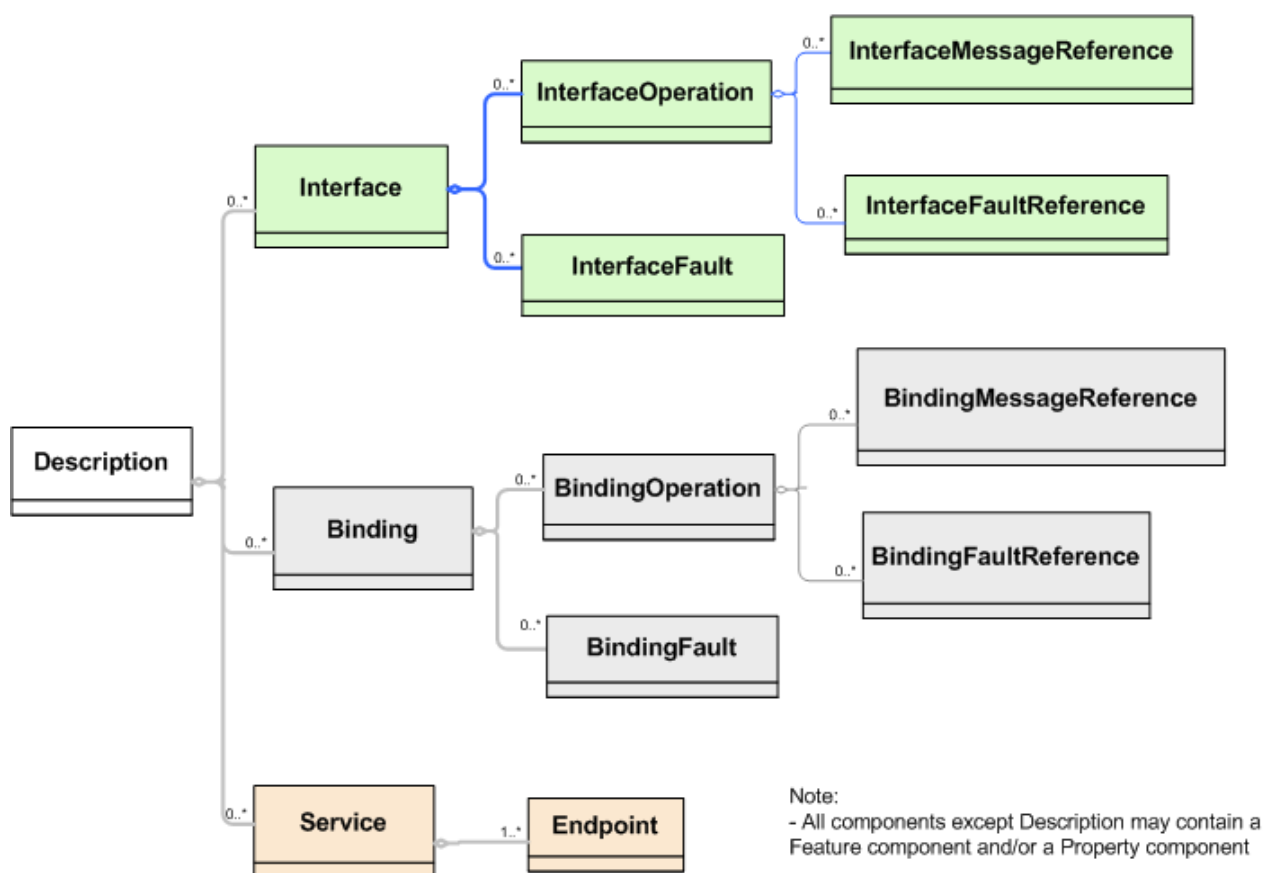 0..*
InterfaceMessageReference
0..*
InterfaceOperation
0..*
Interface
0..*
InterfaceFaultReference
0..*
InterfaceFault
0..*
BindingMessageReference
0..*
Description
BindingOperation
0..*
Binding
0..*
BindingFaultReference
0..*
BindingFault
0..*
Service
0..*
Endpoint
1..*
Note:
- All components except Description may contain a
Feature component and/or a Property component